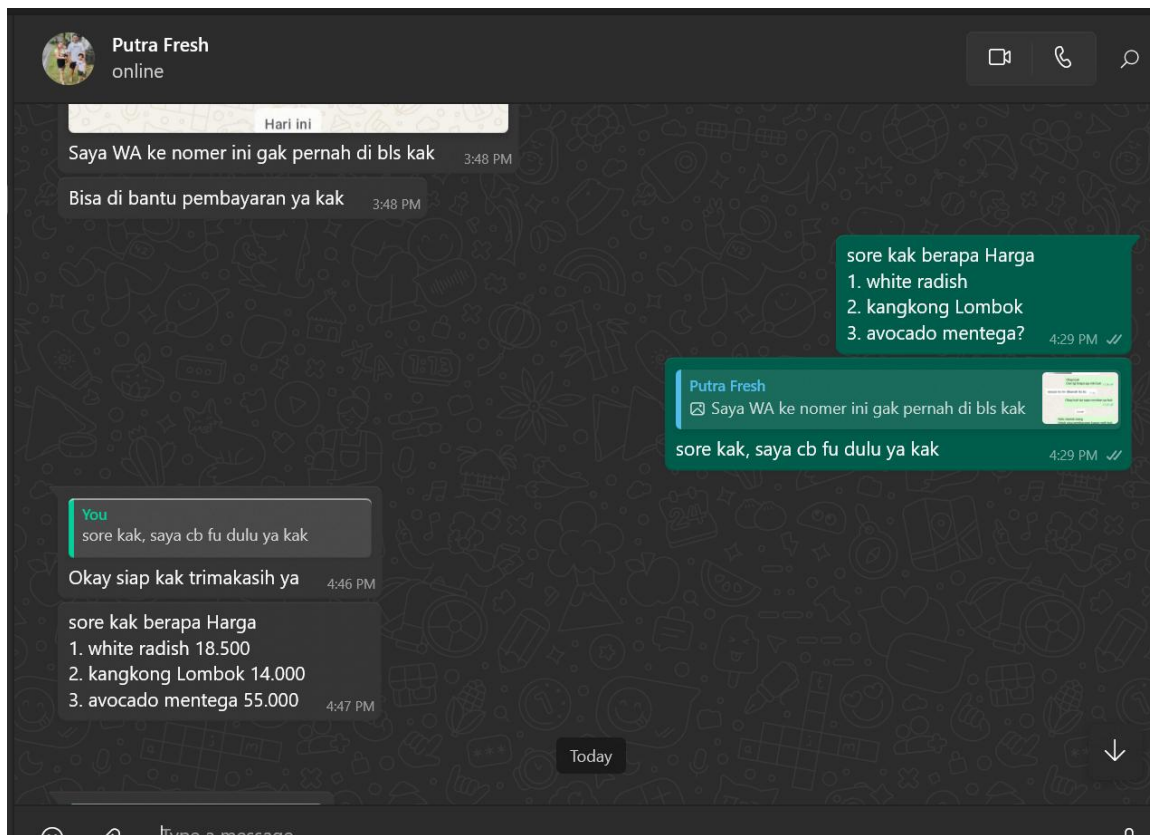 Putra Fresh
online
Hari ini
Saya WA ke nomer ini gak pernah di bls kak 3:48 PM
Bisa di bantu pembayaran ya kak 3:48 PM
sore kak berapa Harga
1. white radish
2. kangkong Lombok
3. avocado mentega? 4:29 PM
Putra Fresh
Saya WA ke nomer ini gak pernah di bls kak
sore kak, saya cb fu dulu ya kak 4:29 PM
You
sore kak, saya cb fu dulu ya kak
Okay siap kak trimakasih ya 4:46 PM
sore kak berapa Harga
1. white radish 18.500
2. kangkong Lombok 14.000
3. avocado mentega 55.000 4:47 PM
Today
Type a message